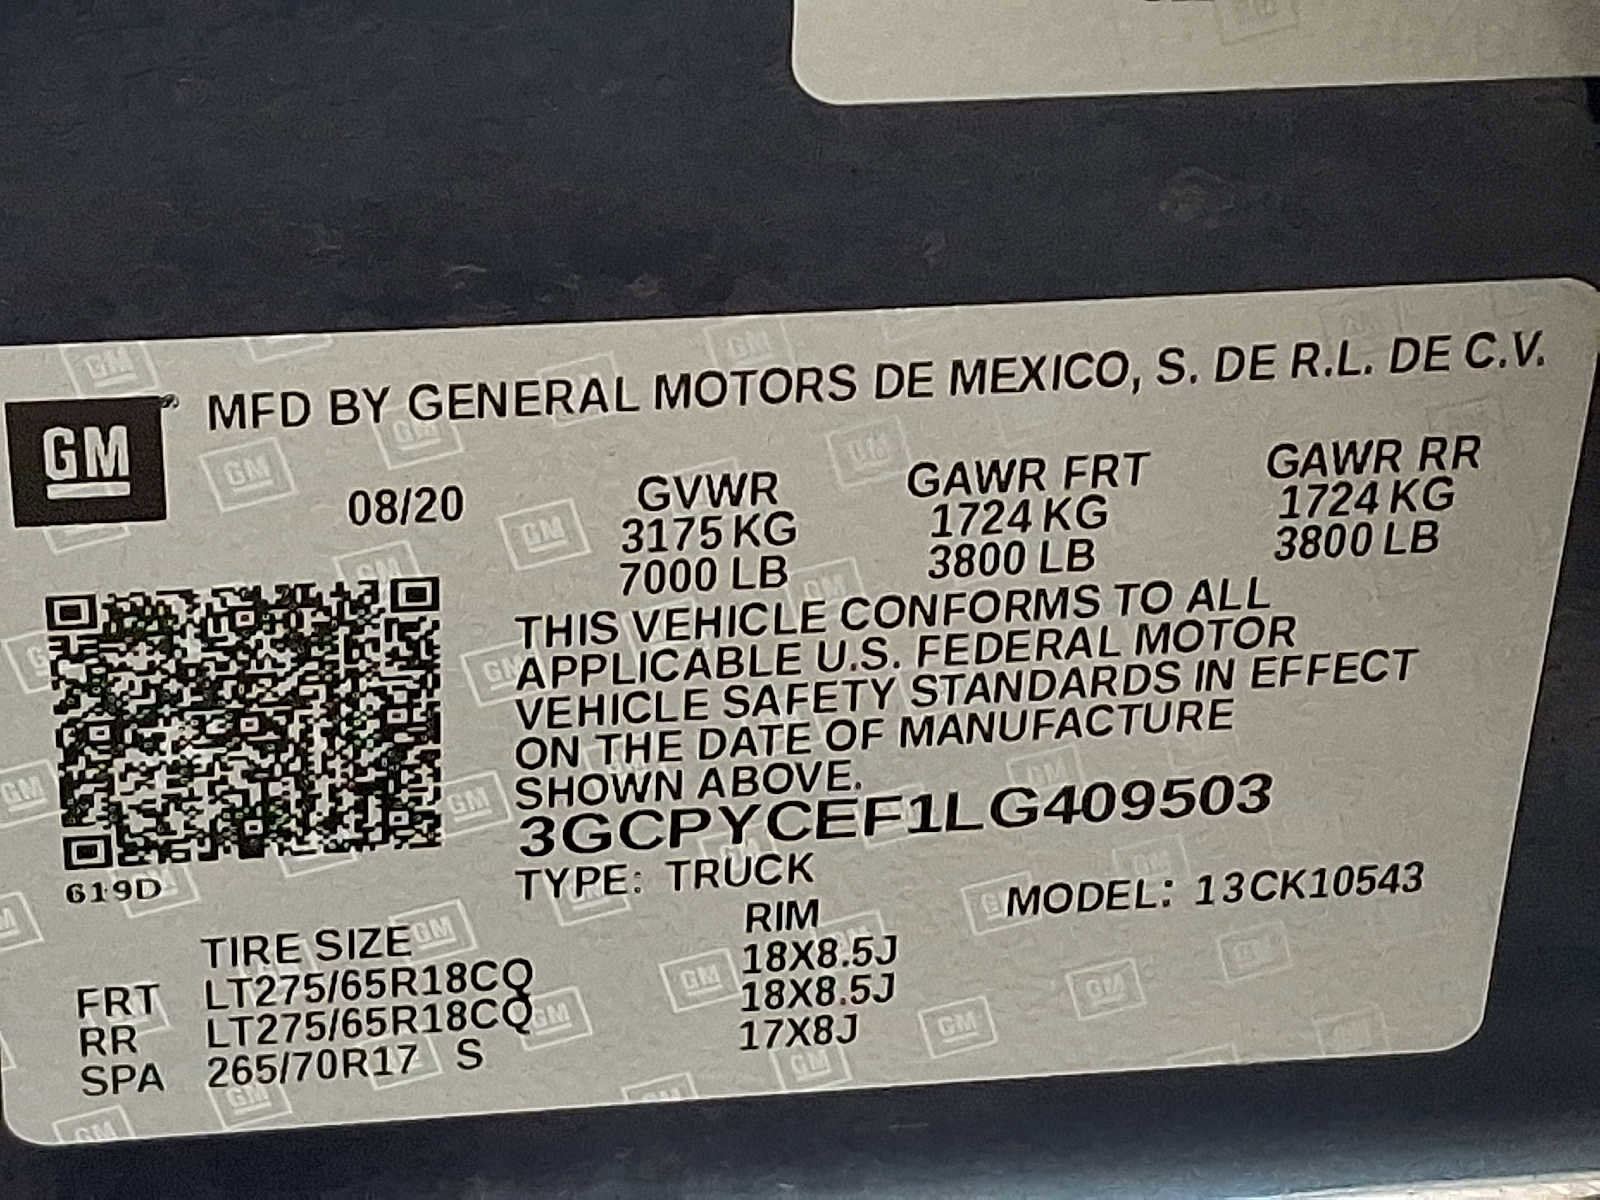 GM
MFD BY GENERAL MOTORS DE MEXICO, S. DE R.L. DE C.V.
08/20
GVWR GAWR FRT GAWR RR
3175 KG 1724 KG 1724 KG
7000 LB 3800 LB 3800 LB
THIS VEHICLE CONFORMS TO ALL
APPLICABLE U.S. FEDERAL MOTOR
VEHICLE SAFETY STANDARDS IN EFFECT
ON THE DATE OF MANUFACTURE
SHOWN ABOVE.
3GCPYCEF1LG409503
619D
TYPE: TRUCK MODEL: 13CK10543
TIRE SIZE RIM
FRT LT275/65R18CQ 18X8.5J
RR LT275/65R18CQ 18X8.5J
SPA 265/70R17 S 17X8J